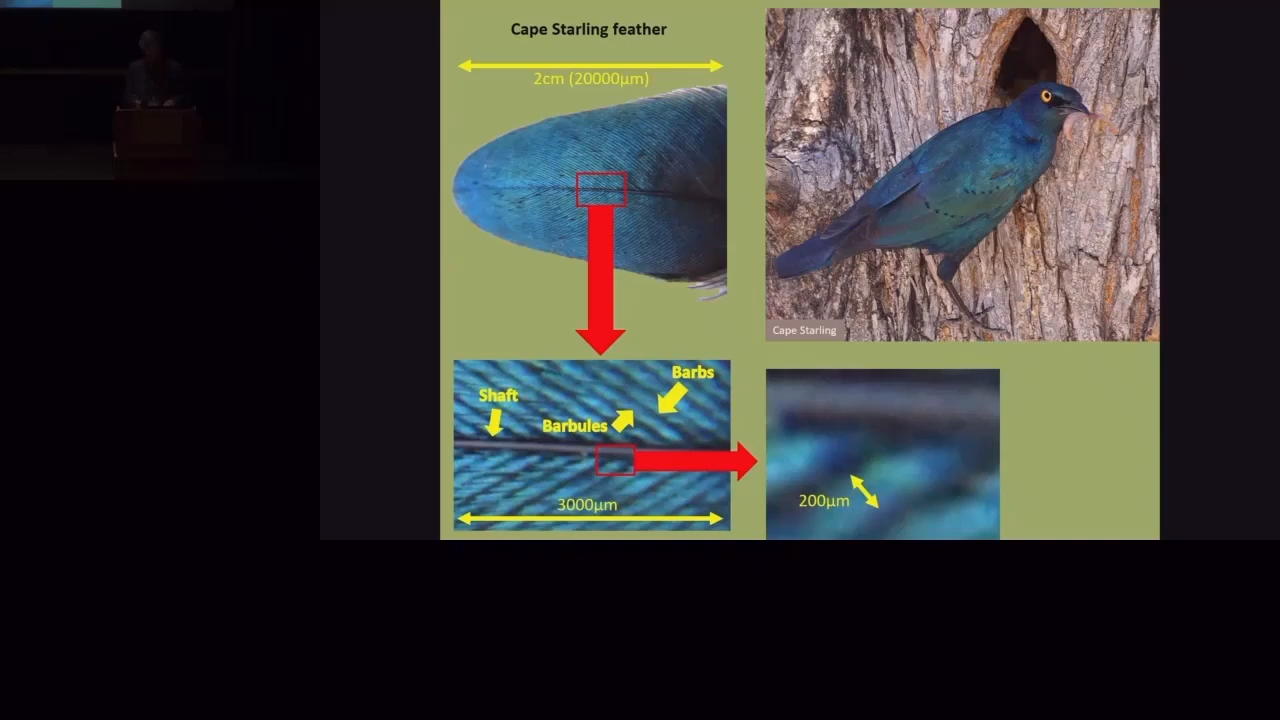 Cape Starling feather
2cm (20000µm)
Cape Starling
Shaft
Barbs
Barbules
3000µm
200µm